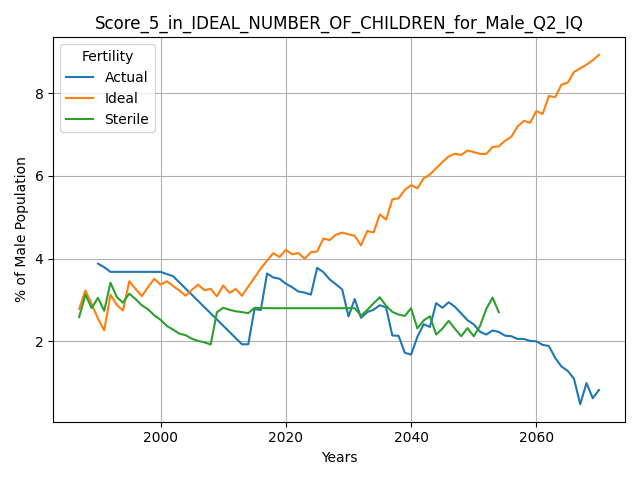 Score_5_in_IDEAL_NUMBER_OF_CHILDREN_for_Male_Q2_IQ
Fertility
Actual
Ideal
Sterile
% of Male Population
8
6
4
2
2000 2020 2040 2060
Years